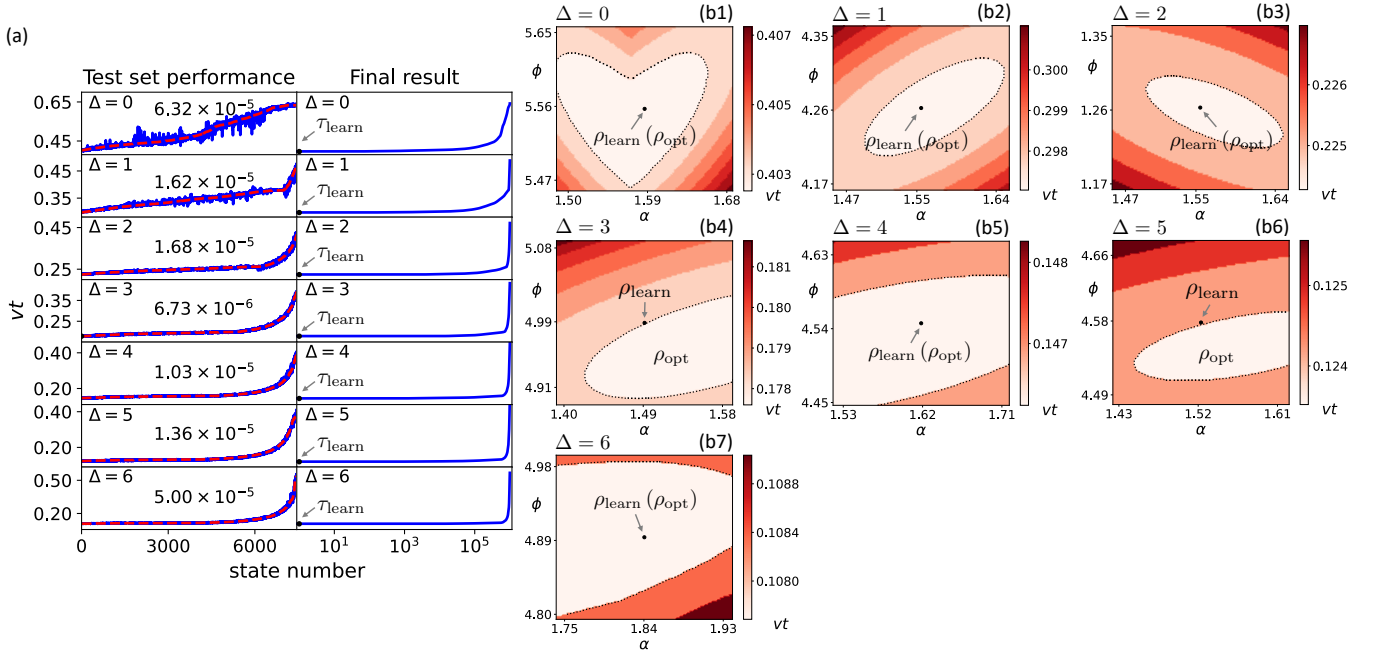 (a)
Test set performance Final result
Δ = 0 6.32 × 10⁻⁵ Δ = 0
τlearn
0.65
0.45
Δ = 1 1.62 × 10⁻⁵ Δ = 1
τlearn
0.35
Δ = 2 1.68 × 10⁻⁵ Δ = 2
τlearn
0.45
0.25
Δ = 3 6.73 × 10⁻⁶ Δ = 3
τlearn
0.35
0.25
Δ = 4 1.03 × 10⁻⁵ Δ = 4
τlearn
0.40
0.20
Δ = 5 1.36 × 10⁻⁵ Δ = 5
τlearn
0.40
0.20
Δ = 6 5.00 × 10⁻⁵ Δ = 6
τlearn
0.50
0.20
vt
0 3000 6000 10¹ 10³ 10⁵
state number
Δ = 0 (b1)
5.65
ϕ
5.56
5.47
ρlearn (ρopt)
1.50 1.59 1.68
α
0.407
0.405
0.403
vt
Δ = 1 (b2)
4.35
ϕ
4.26
4.17
ρlearn (ρopt)
1.47 1.55 1.64
α
0.300
0.299
0.298
vt
Δ = 2 (b3)
1.35
ϕ
1.26
1.17
ρlearn (ρopt)
1.47 1.55 1.64
α
0.226
0.225
vt
Δ = 3 (b4)
5.08
ϕ
4.99
4.91
ρlearn
ρopt
1.40 1.49 1.58
α
0.181
0.180
0.179
0.178
vt
Δ = 4 (b5)
4.63
ϕ
4.54
4.45
ρlearn (ρopt)
1.53 1.62 1.71
α
0.148
0.147
vt
Δ = 5 (b6)
4.66
ϕ
4.58
4.49
ρlearn
ρopt
1.43 1.52 1.61
α
0.125
0.124
vt
Δ = 6 (b7)
4.98
ϕ
4.89
4.80
ρlearn (ρopt)
1.75 1.84 1.93
α
0.1088
0.1084
0.1080
vt